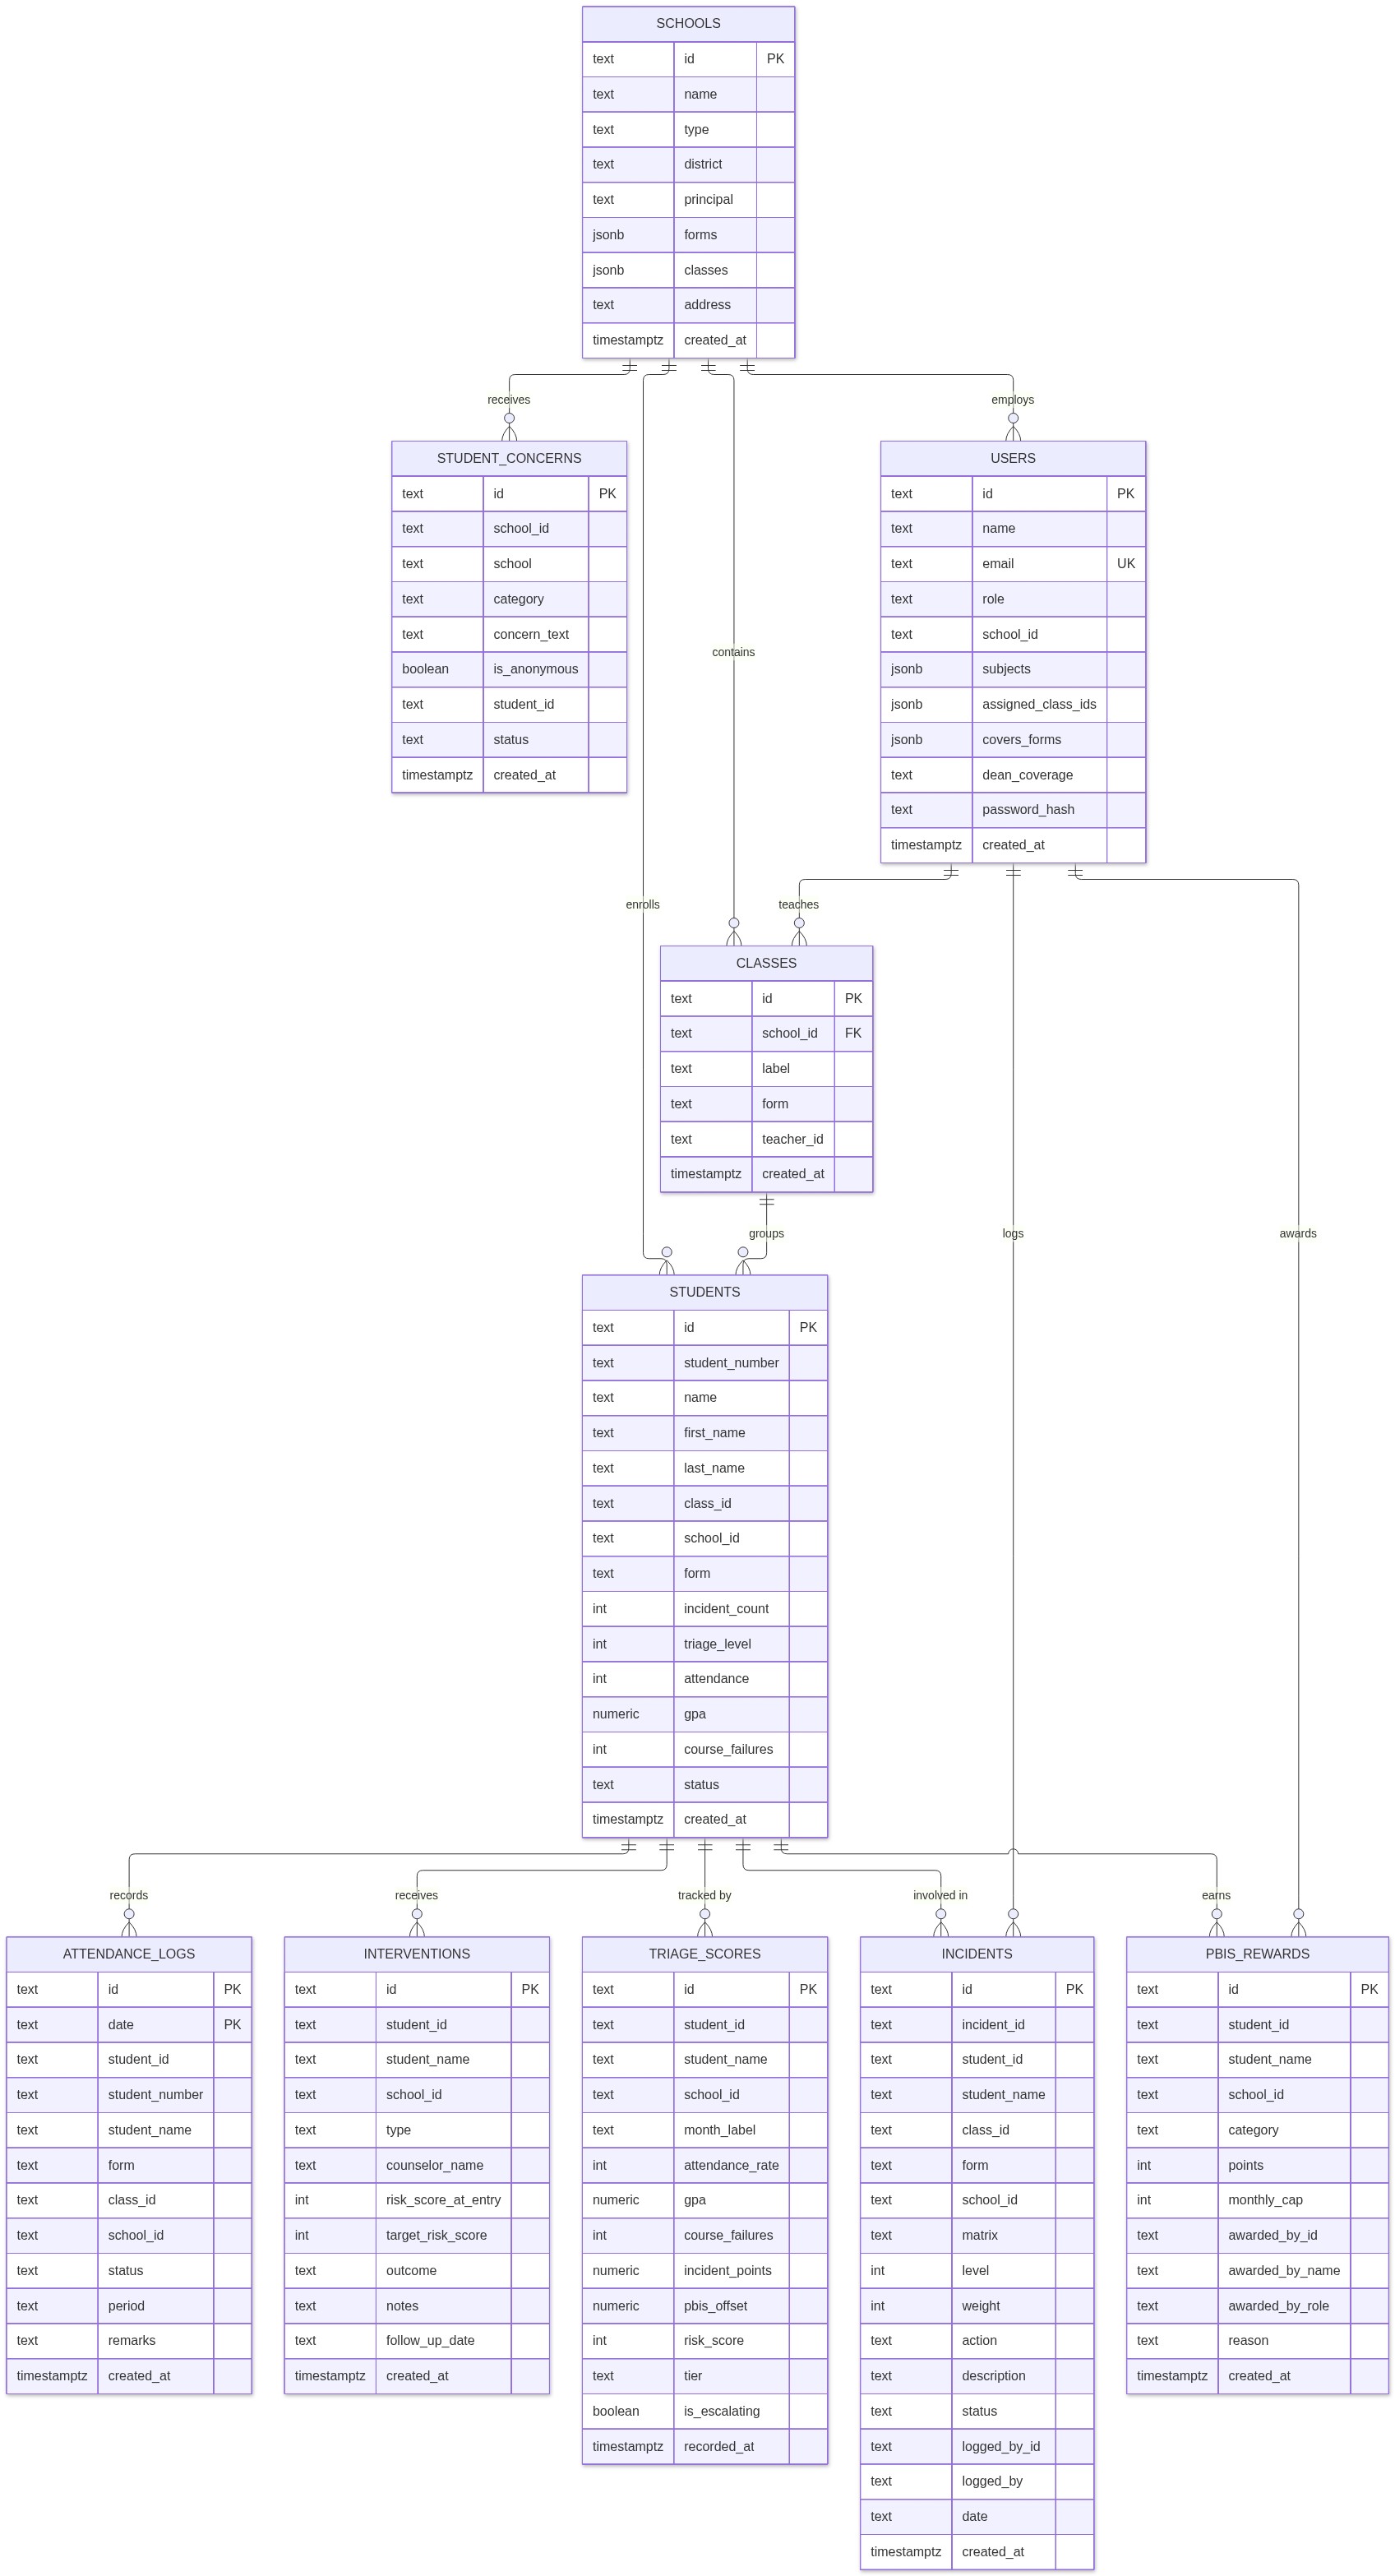 SCHOOLS
text id PK
text name
text type
text district
text principal
jsonb forms
jsonb classes
text address
timestamptz created_at
receives
employs
STUDENT_CONCERNS
text id PK
text school_id
text school
text category
text concern_text
boolean is_anonymous
text student_id
text status
timestamptz created_at
USERS
text id PK
text name
text email UK
text role
text school_id
jsonb subjects
jsonb assigned_class_ids
jsonb covers_forms
text dean_coverage
text password_hash
timestamptz created_at
contains
enrolls
teaches
CLASSES
text id PK
text school_id FK
text label
text form
text teacher_id
timestamptz created_at
groups
logs
awards
STUDENTS
text id PK
text student_number
text name
text first_name
text last_name
text class_id
text school_id
text form
int incident_count
int triage_level
int attendance
numeric gpa
int course_failures
text status
timestamptz created_at
records
receives
tracked by
involved in
earns
ATTENDANCE_LOGS
text id PK
text date PK
text student_id
text student_number
text student_name
text form
text class_id
text school_id
text status
text period
text remarks
timestamptz created_at
INTERVENTIONS
text id PK
text student_id
text student_name
text school_id
text type
text counselor_name
int risk_score_at_entry
int target_risk_score
text outcome
text notes
text follow_up_date
timestamptz created_at
TRIAGE_SCORES
text id PK
text student_id
text student_name
text school_id
text month_label
int attendance_rate
numeric gpa
int course_failures
numeric incident_points
numeric pbis_offset
int risk_score
text tier
boolean is_escalating
timestamptz recorded_at
INCIDENTS
text id PK
text incident_id
text student_id
text student_name
text class_id
text form
text school_id
text matrix
int level
int weight
text action
text description
text status
text logged_by_id
text logged_by
text date
timestamptz created_at
PBIS_REWARDS
text id PK
text student_id
text student_name
text school_id
text category
int points
int monthly_cap
text awarded_by_id
text awarded_by_name
text awarded_by_role
text reason
timestamptz created_at